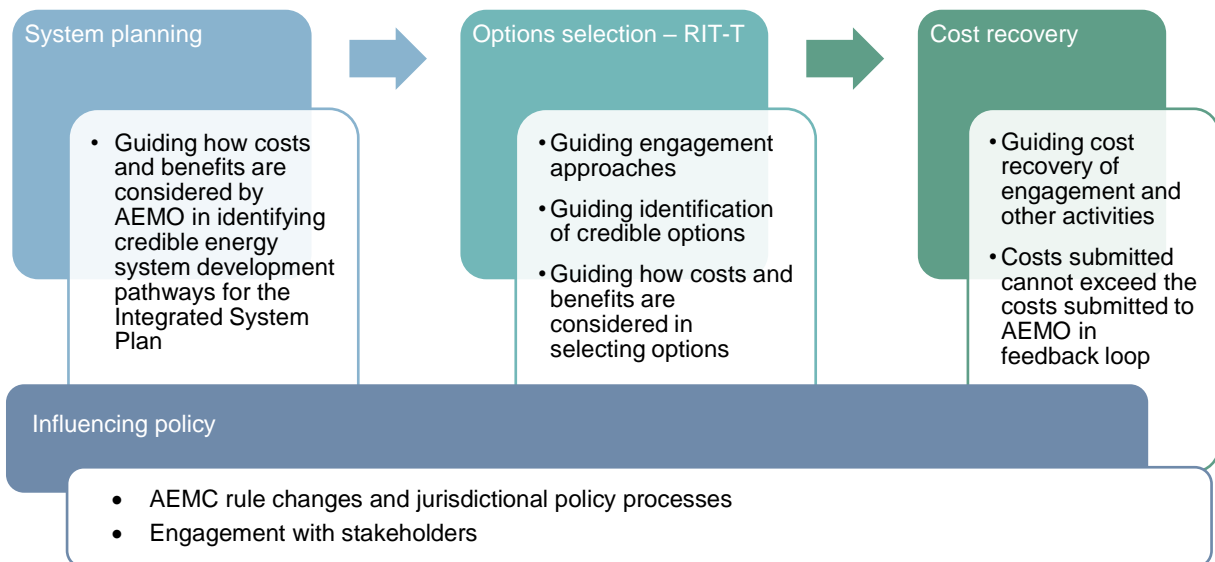 System planning
• Guiding how costs
and benefits are
considered by
AEMO in identifying
credible energy
system development
pathways for the
Integrated System
Plan
Options selection – RIT-T
• Guiding engagement
approaches
• Guiding identification
of credible options
• Guiding how costs and
benefits are
considered in
selecting options
Cost recovery
• Guiding cost
recovery of
engagement and
other activities
• Costs submitted
cannot exceed the
costs submitted to
AEMO in
feedback loop
Influencing policy
• AEMC rule changes and jurisdictional policy processes
• Engagement with stakeholders